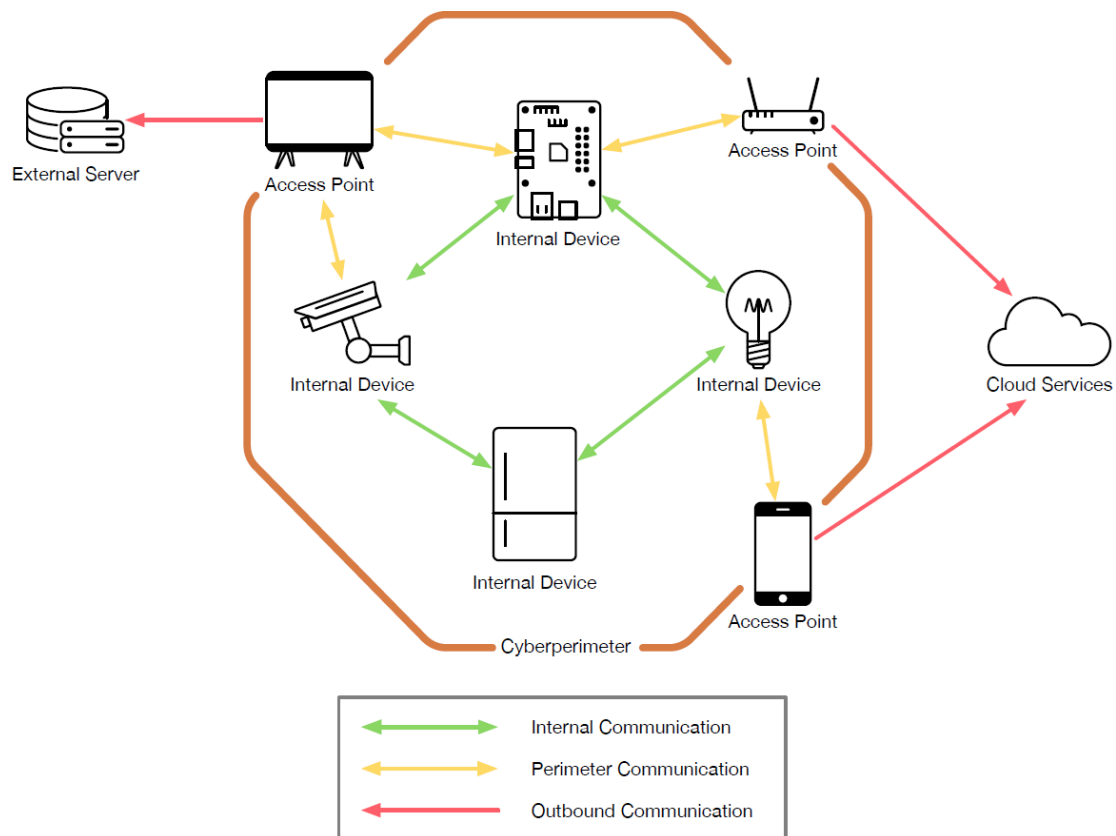 External Server
Access Point
Access Point
Internal Device
Internal Device
Internal Device
Cloud Services
Internal Device
Access Point
Cyberperimeter
Internal Communication
Perimeter Communication
Outbound Communication